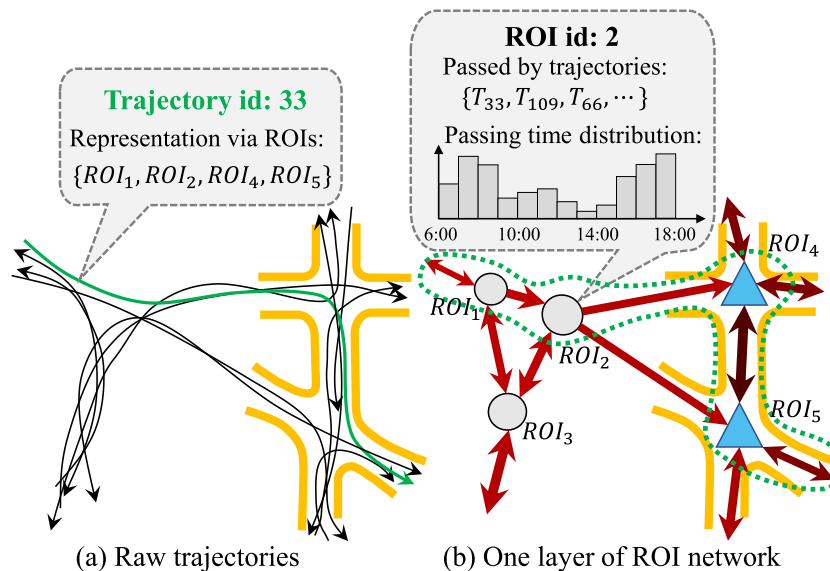 Trajectory id: 33
Representation via ROIs:
{ROI₁, ROI₂, ROI₄, ROI₅}
(a) Raw trajectories
ROI id: 2
Passed by trajectories:
{T₃₃, T₁₀₉, T₆₆, ⋯}
Passing time distribution:
6:00 10:00 14:00 18:00
ROI₄
ROI₁
ROI₂
ROI₅
ROI₃
(b) One layer of ROI network